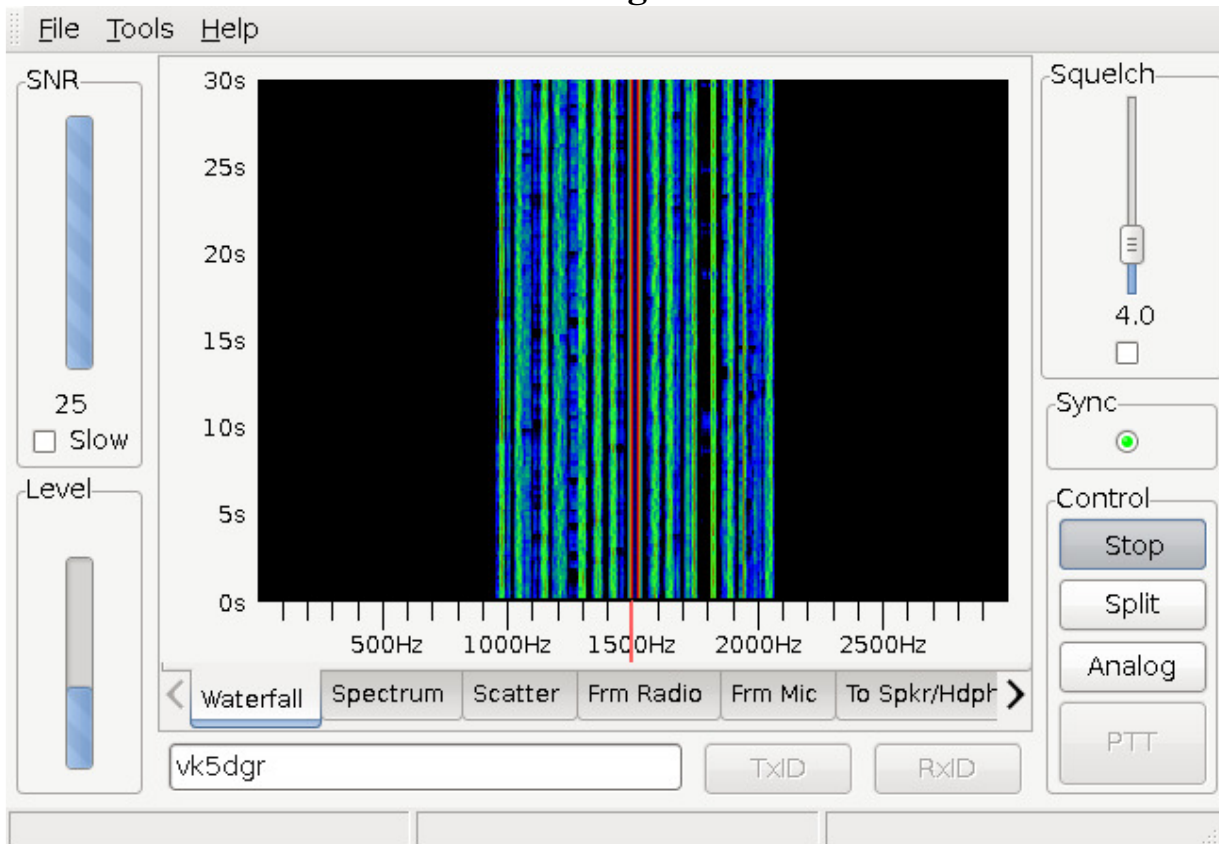 File Tools Help
SNR
25
Slow
Level
30s
25s
20s
15s
10s
5s
0s
500Hz 1000Hz 1500Hz 2000Hz 2500Hz
Waterfall Spectrum Scatter Frm Radio Frm Mic To Spkr/Hdph
vk5dgr TxID RxID
Squelch
4.0
Sync
Control
Stop
Split
Analog
PTT